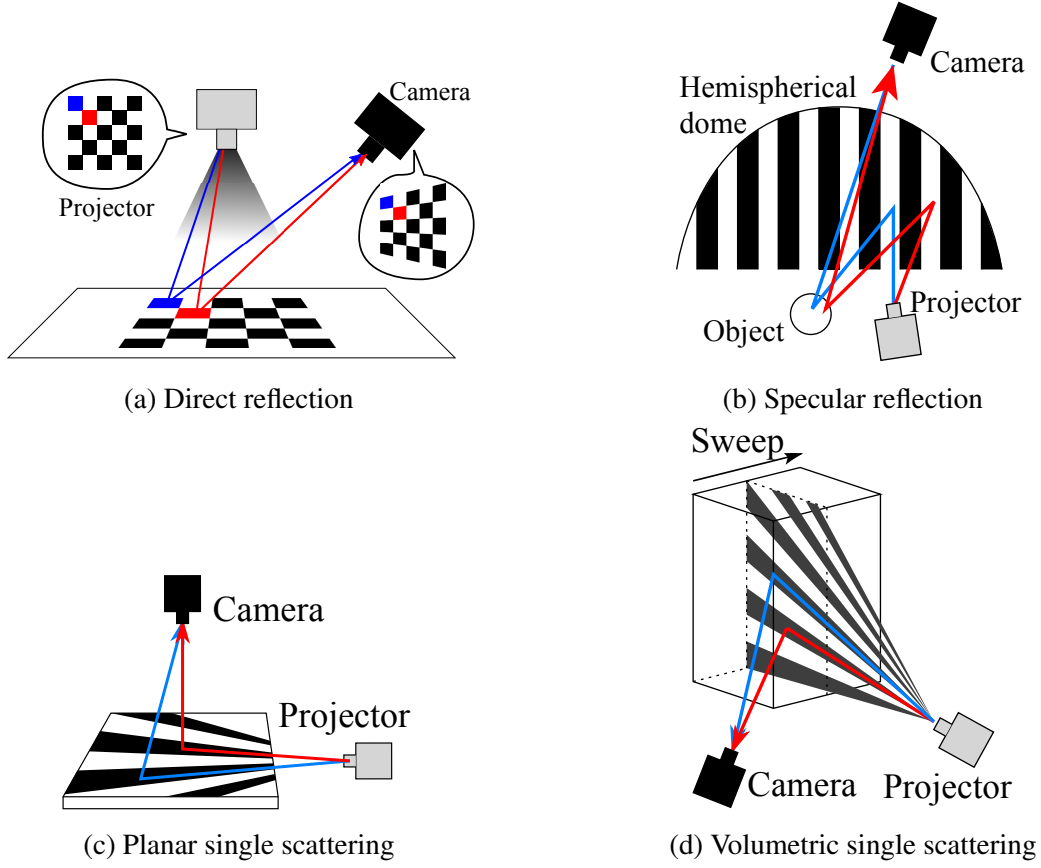 Projector
Camera
(a) Direct reflection
Camera
Hemispherical
dome
Object
Projector
(b) Specular reflection
Camera
Projector
(c) Planar single scattering
Sweep
Camera
Projector
(d) Volumetric single scattering